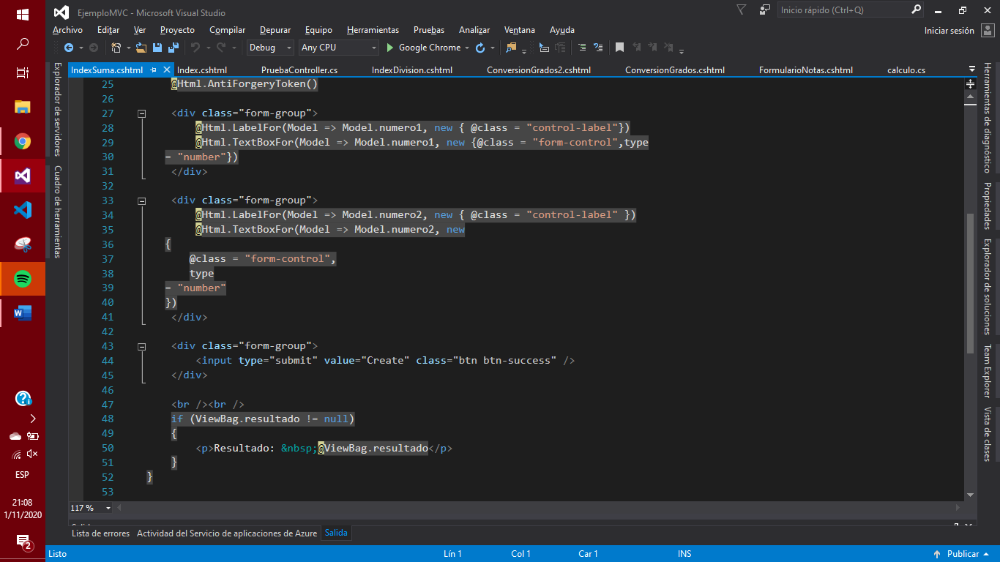 EjemploMVC - Microsoft Visual Studio
Inicio rápido (Ctrl+Q)
Archivo Editar Ver Proyecto Compilar Depurar Equipo Herramientas Pruebas Analizar Ventana Ayuda
Iniciar sesión
Debug Any CPU Google Chrome
IndexSuma.cshtml Index.cshtml PruebaController.cs IndexDivision.cshtml ConversionGrados2.cshtml ConversionGrados.cshtml FormularioNotas.cshtml calculo.cs
Explorador de servidores
Cuadro de herramientas
25 @Html.AntiForgeryToken()
26
27 <div class="form-group">
28 @Html.LabelFor(Model => Model.numero1, new { @class = "control-label"})
29 @Html.TextBoxFor(Model => Model.numero1, new {@class = "form-control",type
30 = "number"})
31 </div>
32
33 <div class="form-group">
34 @Html.LabelFor(Model => Model.numero2, new { @class = "control-label" })
35 @Html.TextBoxFor(Model => Model.numero2, new
36 {
37 @class = "form-control",
38 type
39 = "number"
40 })
41 </div>
42
43 <div class="form-group">
44 <input type="submit" value="Create" class="btn btn-success" />
45 </div>
46
47 <br /><br />
48 if (ViewBag.resultado != null)
49 {
50 <p>Resultado: &nbsp;@ViewBag.resultado</p>
51 }
52 }
53
Herramientas de diagnóstico
Propiedades
Explorador de soluciones
Team Explorer
Vista de clases
117 %
Salida
Lista de errores Actividad del Servicio de aplicaciones de Azure Salida
Listo Lín 1 Col 1 Car 1 INS Publicar
ESP
21:08
1/11/2020
2